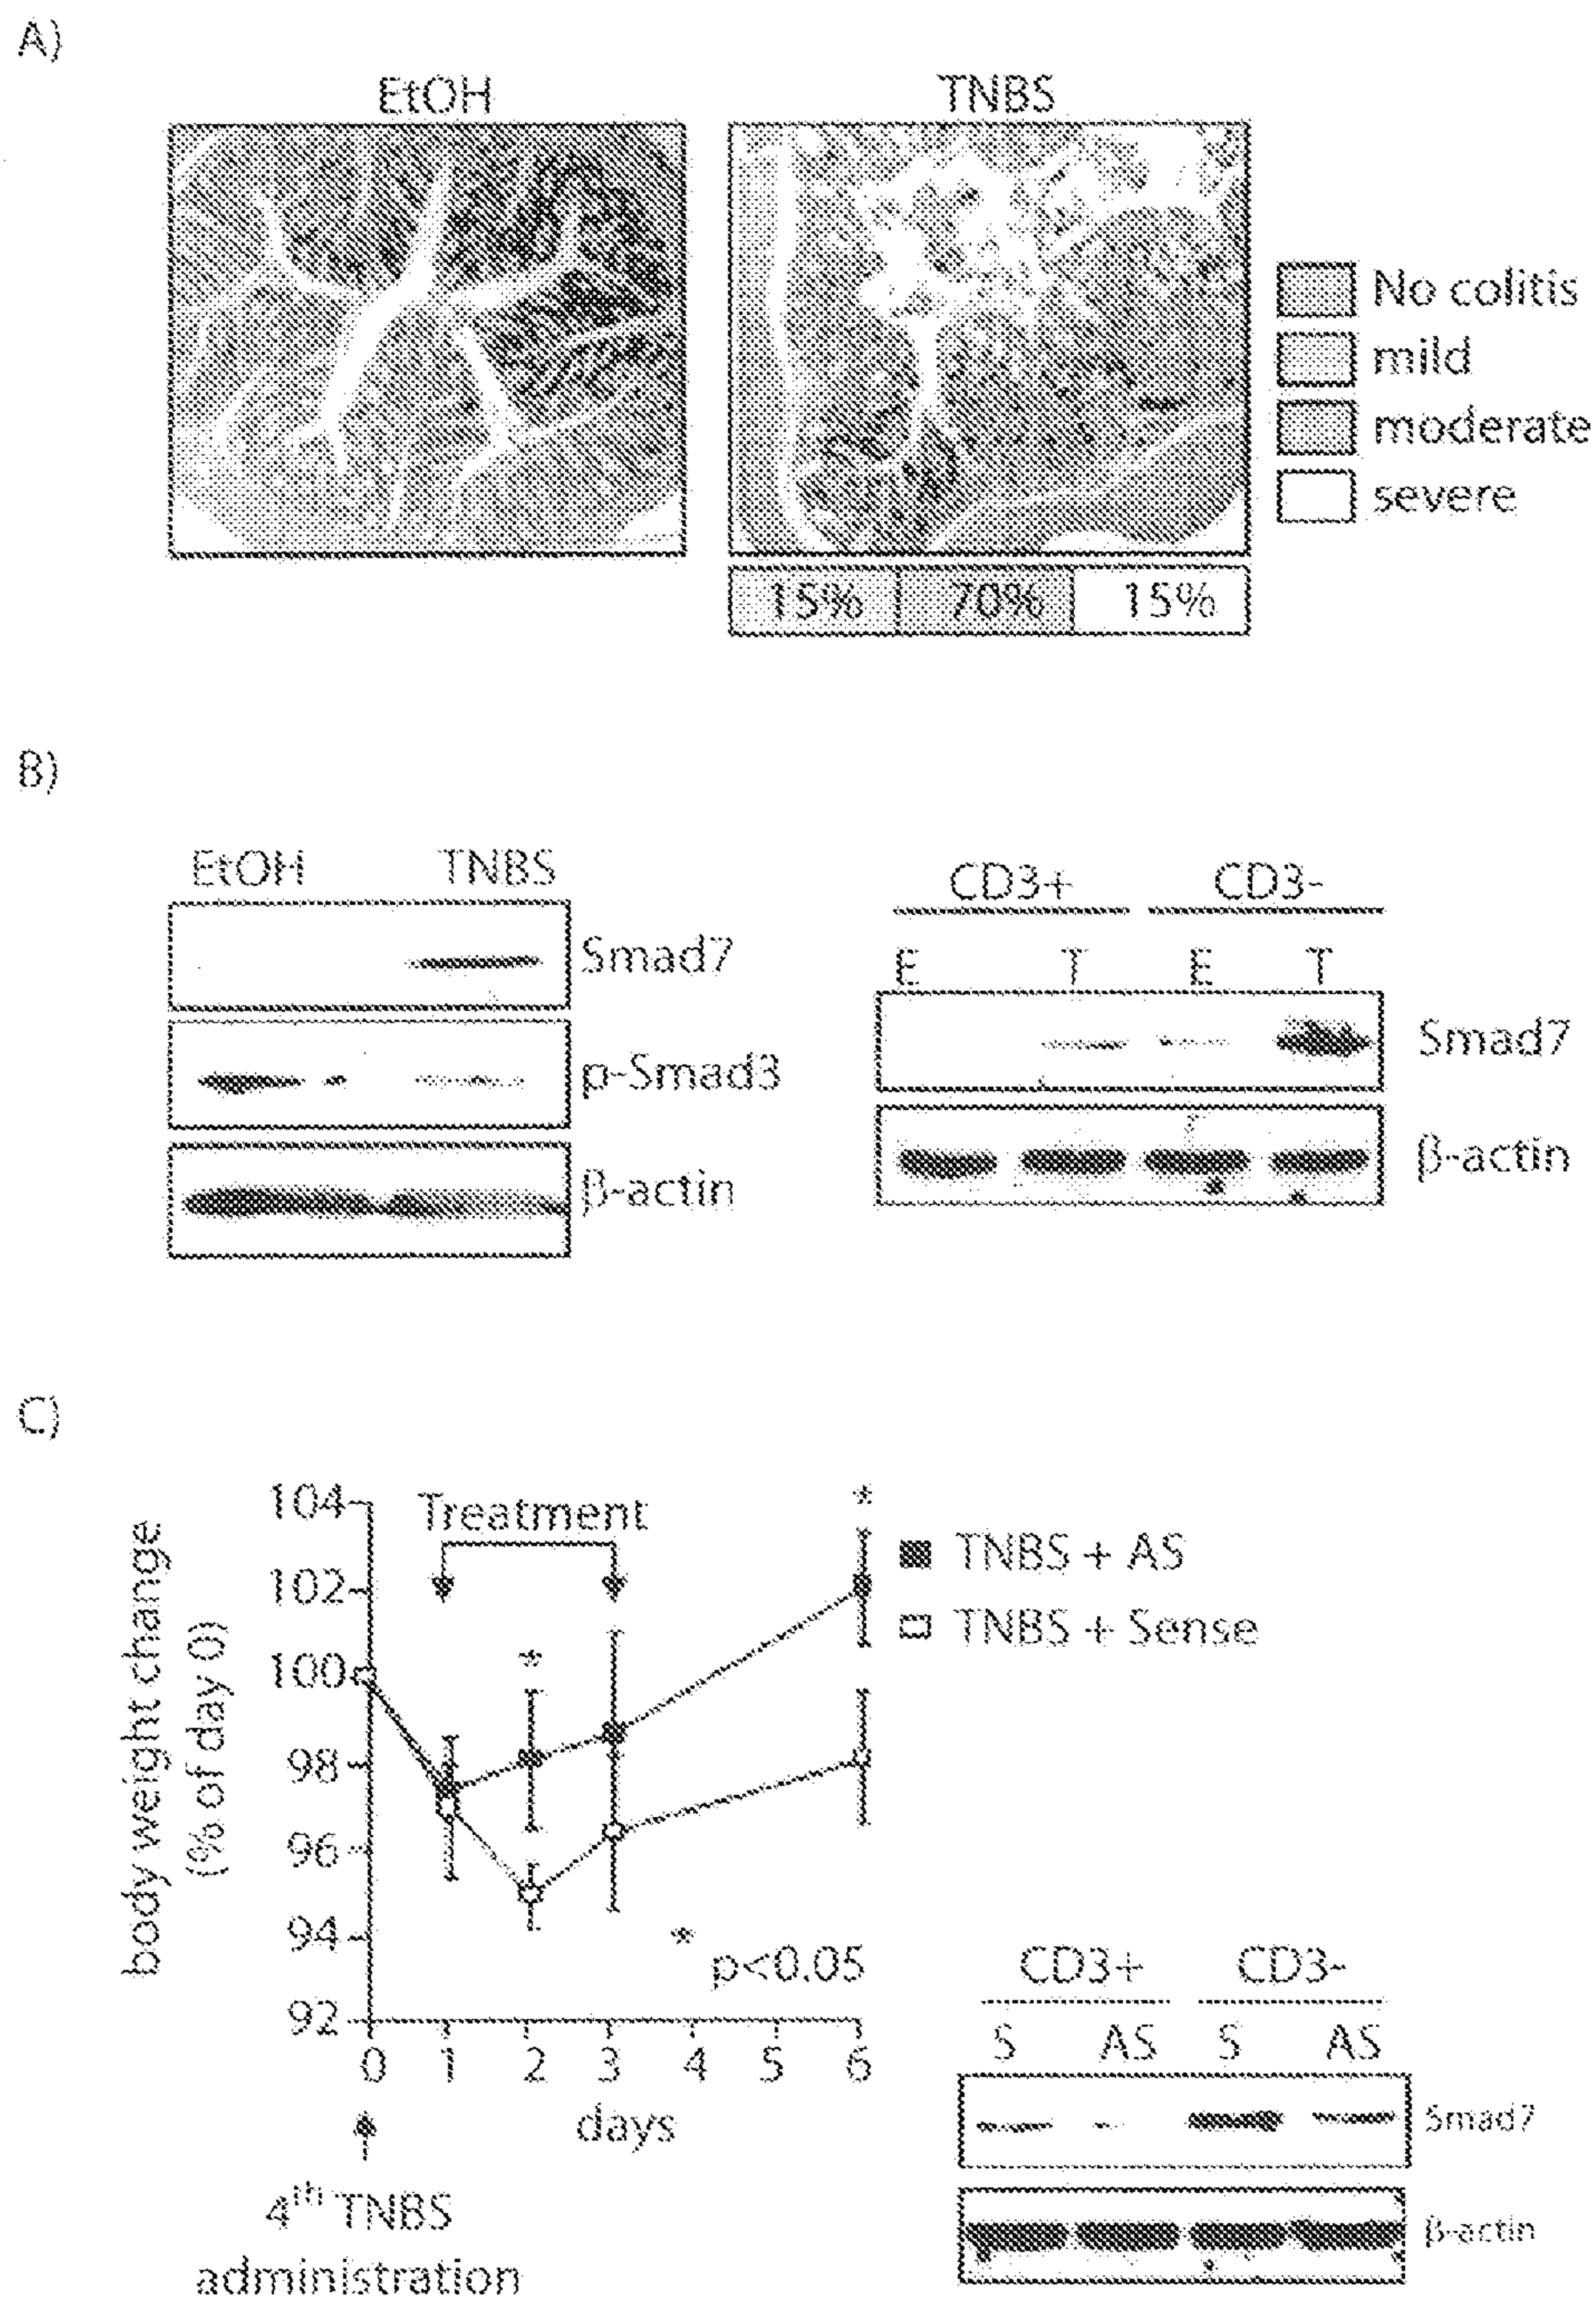 A)
EtOH
TNBS
No colitis
mild
moderate
severe
15% 70% 15%
B)
EtOH TNBS
Smad7
p-Smad3
β-actin
CD3+ CD3-
E T E T
Smad7
β-actin
C)
body weight change
(% of day 0)
104
102
100
98
96
94
92
Treatment
*
*
TNBS + AS
TNBS + Sense
* p<0.05
0 1 2 3 4 5 6
days
4th TNBS
administration
CD3+ CD3-
S AS S AS
Smad7
β-actin